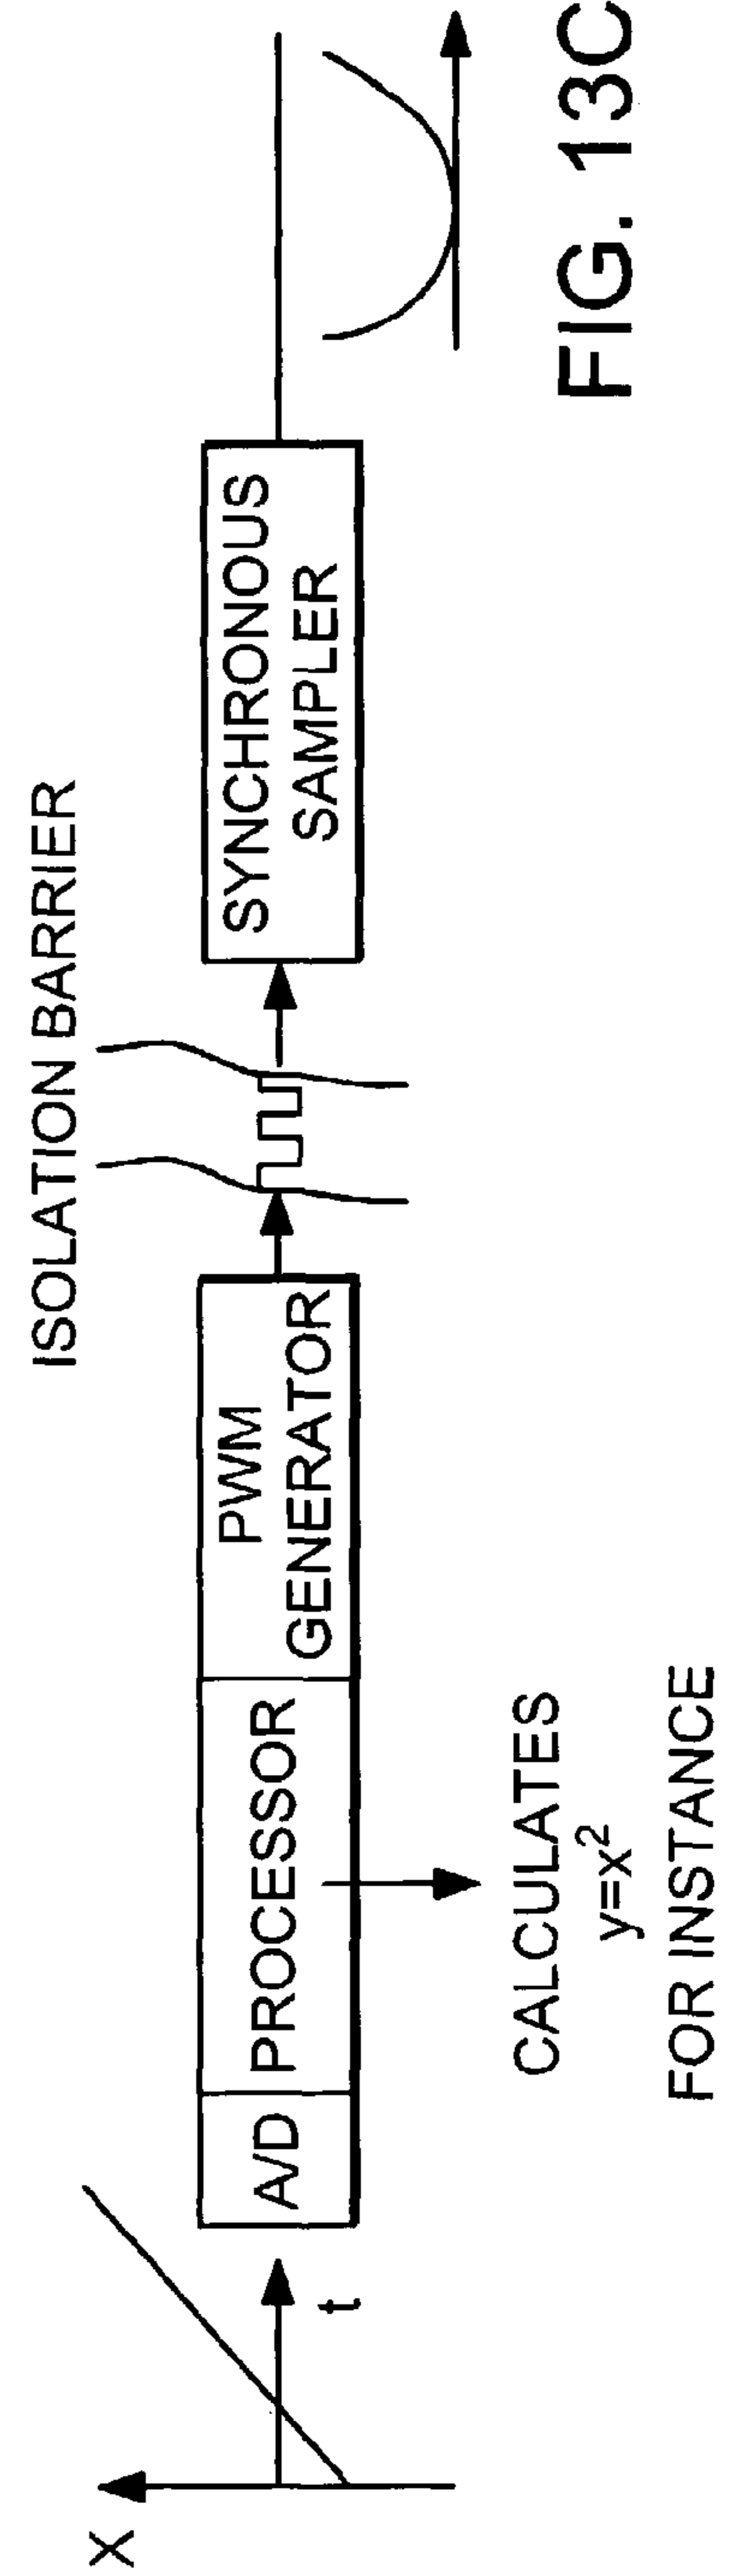 ISOLATION BARRIER
X
t
A/D
PROCESSOR
PWM
GENERATOR
SYNCHRONOUS
SAMPLER
CALCULATES
y=x²
FOR INSTANCE
FIG. 13C